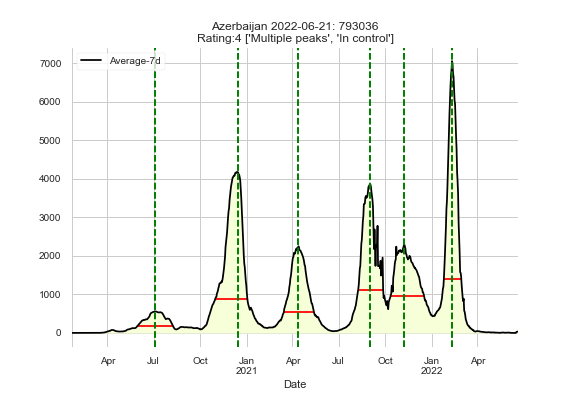 Azerbaijan 2022-06-21: 793036
Rating:4 ['Multiple peaks', 'In control']
Average-7d
7000
6000
5000
4000
3000
2000
1000
0
Apr Jul Oct Jan Apr Jul Oct Jan Apr
2021 2022
Date